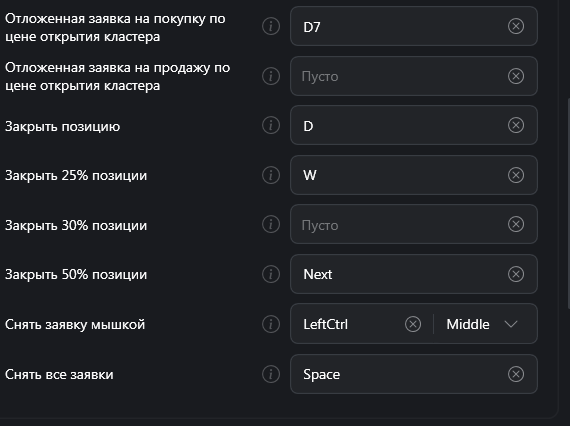 Отложенная заявка на покупку по
цене открытия кластера
D7
Отложенная заявка на продажу по
цене открытия кластера
Пусто
Закрыть позицию
D
Закрыть 25% позиции
W
Закрыть 30% позиции
Пусто
Закрыть 50% позиции
Next
Снять заявку мышкой
LeftCtrl
Middle
Снять все заявки
Space